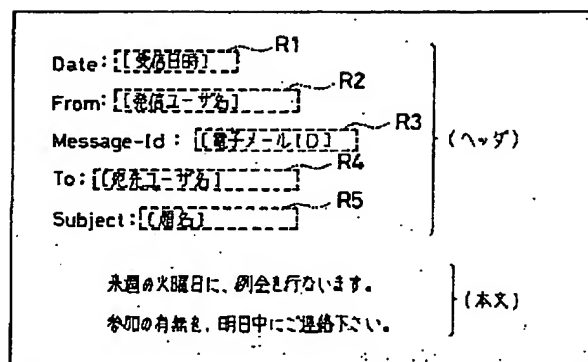 Date:[[受信日時] R1
From:[[発信ユーザ名] R2
Message-Id : [[電子メールID] R3
To:[[宛先ユーザ名] R4
Subject:[[題名] R5
(ヘッダ)
来週の火曜日に、例会を行ないます。
参加の有無を、明日中にご連絡下さい。
(本文)